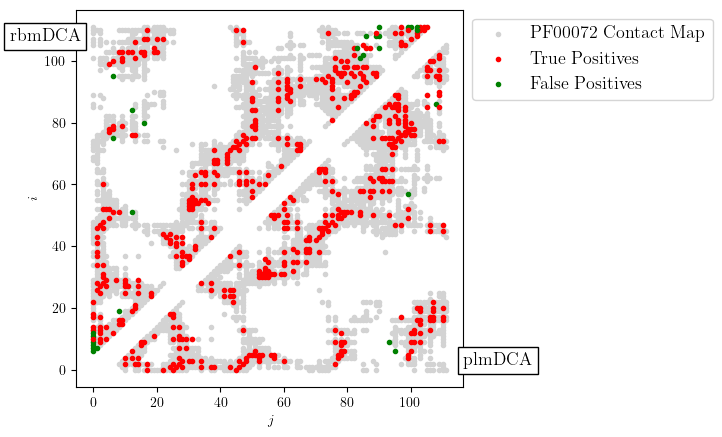 rbmDCA
PF00072 Contact Map
True Positives
False Positives
100
80
60
i
40
20
0
plmDCA
0 20 40 60 80 100
j